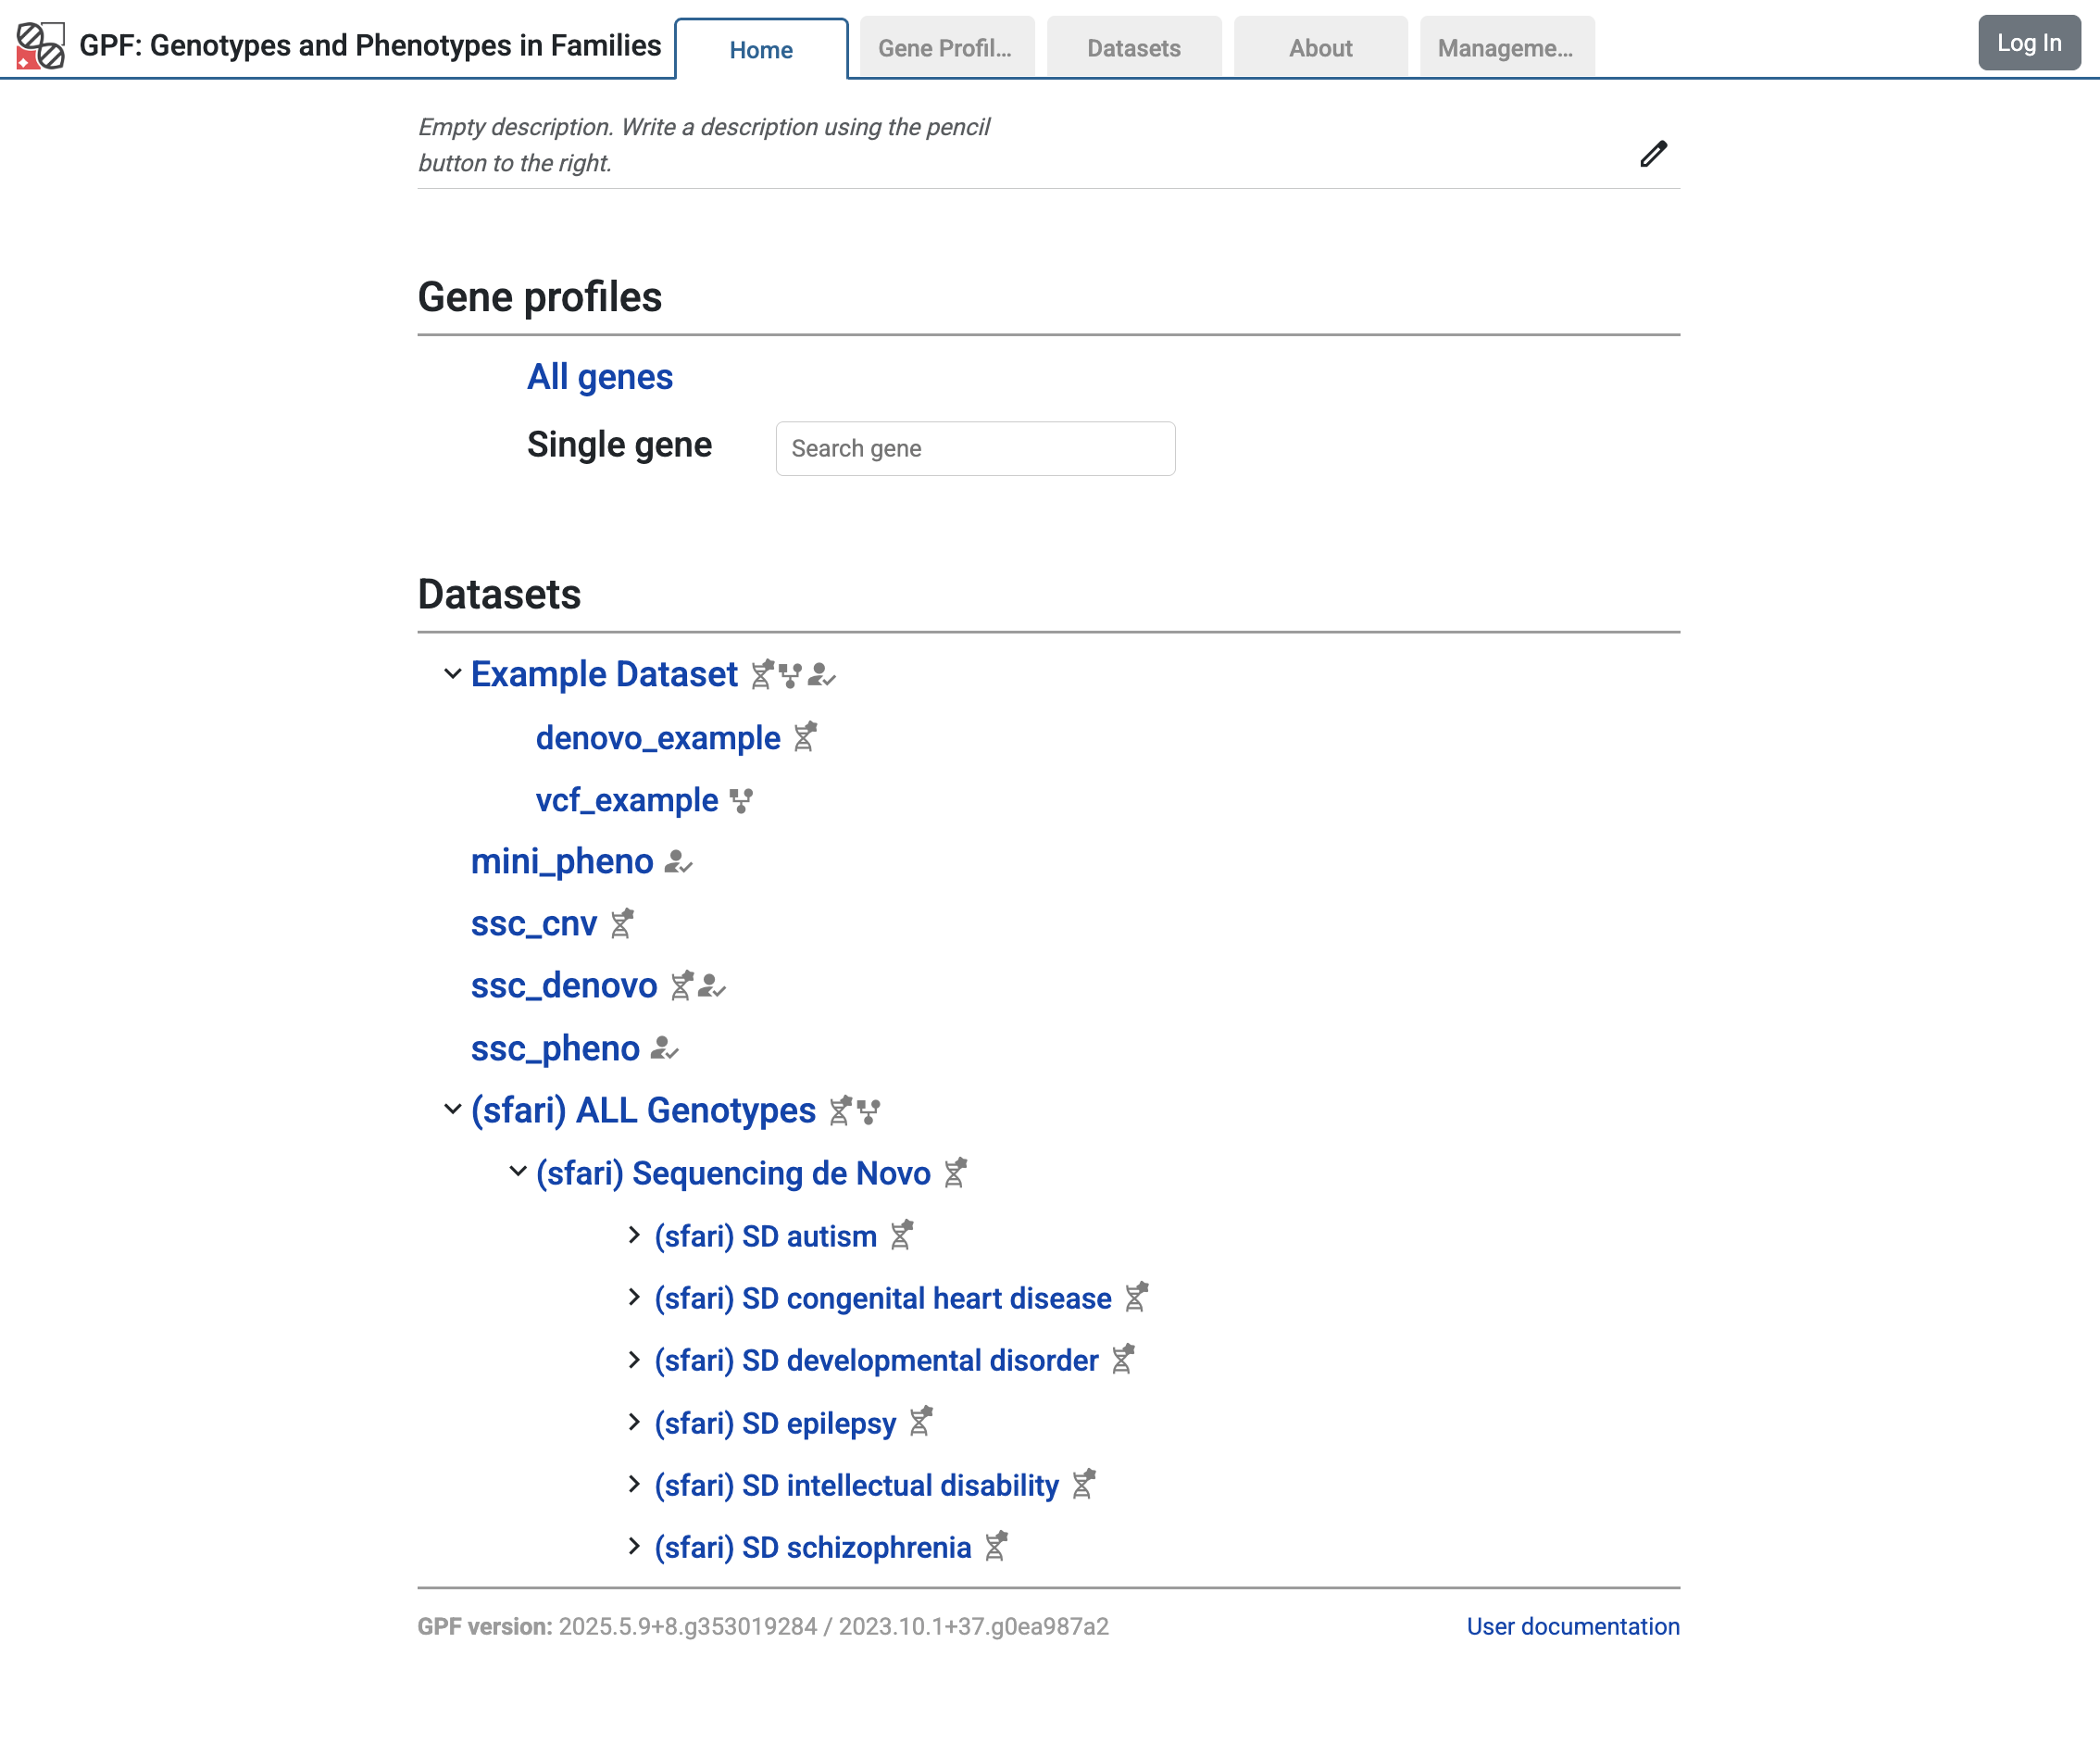 GPF: Genotypes and Phenotypes in Families
Home
Gene Profil...
Datasets
About
Manageme...
Log In
Empty description. Write a description using the pencil
button to the right.
Gene profiles
All genes
Single gene
Search gene
Datasets
Example Dataset
denovo_example
vcf_example
mini_pheno
ssc_cnv
ssc_denovo
ssc_pheno
(sfari) ALL Genotypes
(sfari) Sequencing de Novo
(sfari) SD autism
(sfari) SD congenital heart disease
(sfari) SD developmental disorder
(sfari) SD epilepsy
(sfari) SD intellectual disability
(sfari) SD schizophrenia
GPF version: 2025.5.9+8.g353019284 / 2023.10.1+37.g0ea987a2
User documentation